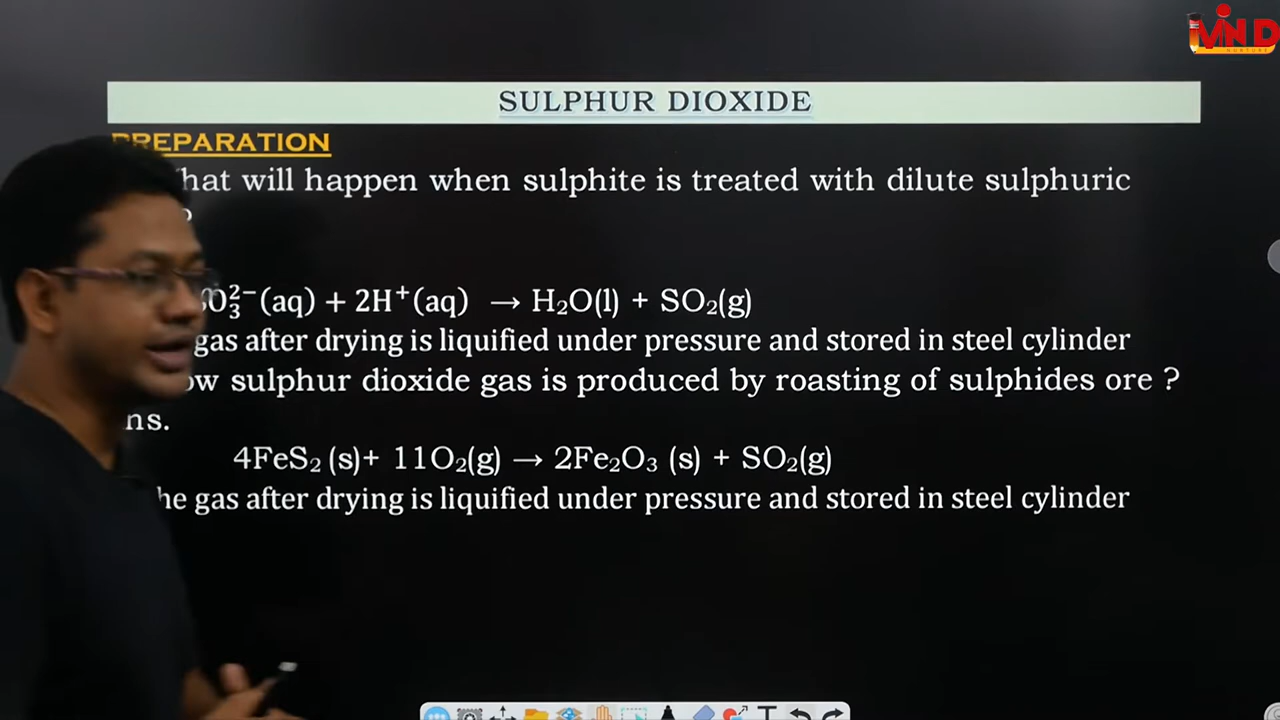 MIND
NURTURE
SULPHUR DIOXIDE
PREPARATION
will happen when sulphite is treated with dilute sulphuric
?
O₃²⁻(aq) + 2H⁺(aq) → H₂O(l) + SO₂(g)
gas after drying is liquified under pressure and stored in steel cylinder
sulphur dioxide gas is produced by roasting of sulphides ore ?
ns.
4FeS₂ (s)+ 11O₂(g) → 2Fe₂O₃ (s) + SO₂(g)
he gas after drying is liquified under pressure and stored in steel cylinder
T